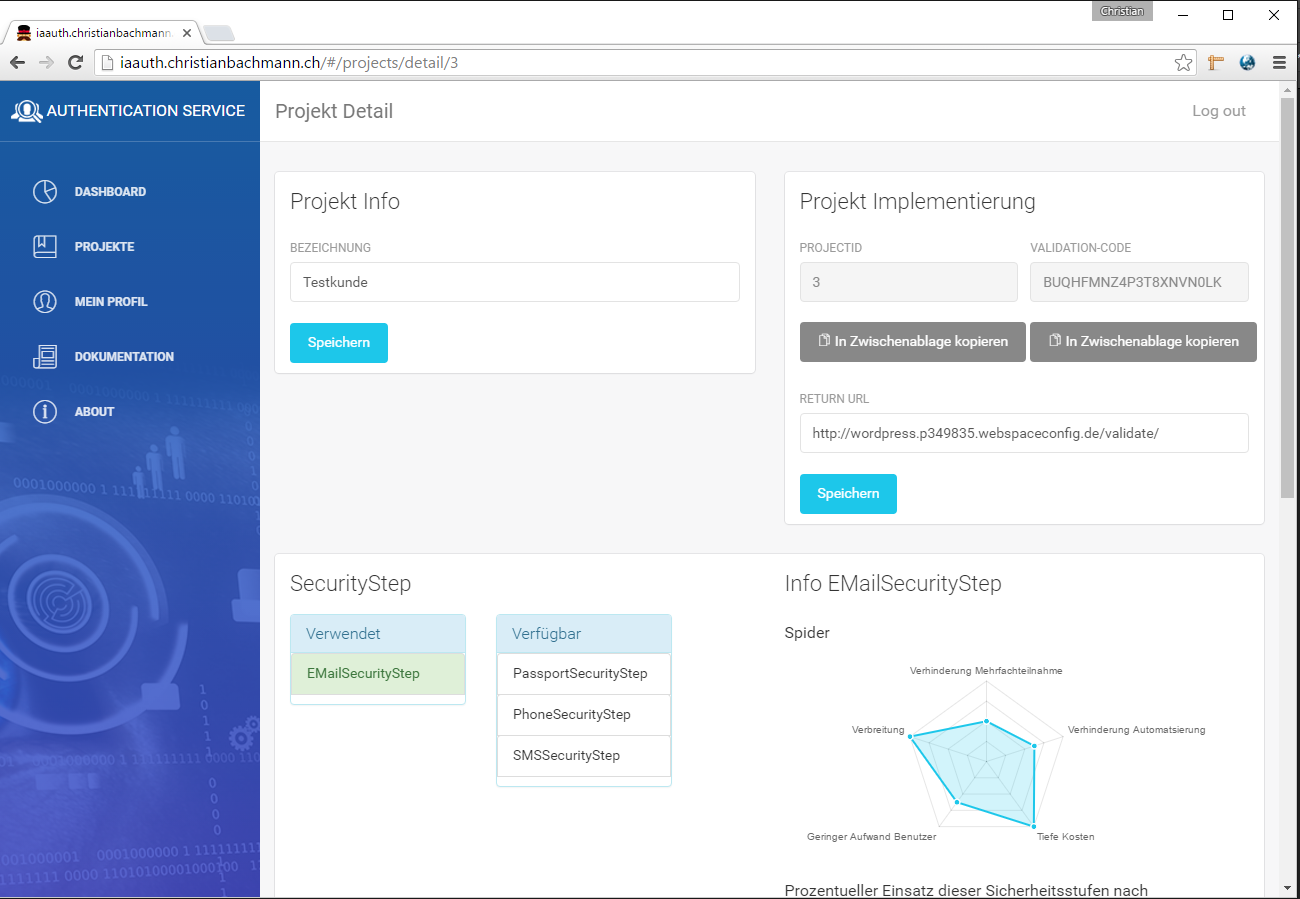 Christian
iaauth.christianbachmann.
iaauth.christianbachmann.ch/#/projects/detail/3
AUTHENTICATION SERVICE
Projekt Detail
Log out
DASHBOARD
PROJEKTE
MEIN PROFIL
DOKUMENTATION
ABOUT
Projekt Info
BEZEICHNUNG
Testkunde
Speichern
Projekt Implementierung
PROJECTID
VALIDATION-CODE
3
BUQHFMNZ4P3T8XNVN0LK
In Zwischenablage kopieren
In Zwischenablage kopieren
RETURN URL
http://wordpress.p349835.webspaceconfig.de/validate/
Speichern
SecurityStep
Verwendet
EMailSecurityStep
Verfügbar
PassportSecurityStep
PhoneSecurityStep
SMSSecurityStep
Info EMailSecurityStep
Spider
Verhinderung Mehrfachteilnahme
Verbreitung
Verhinderung Automatsierung
Geringer Aufwand Benutzer
Tiefe Kosten
Prozentueller Einsatz dieser Sicherheitsstufen nach